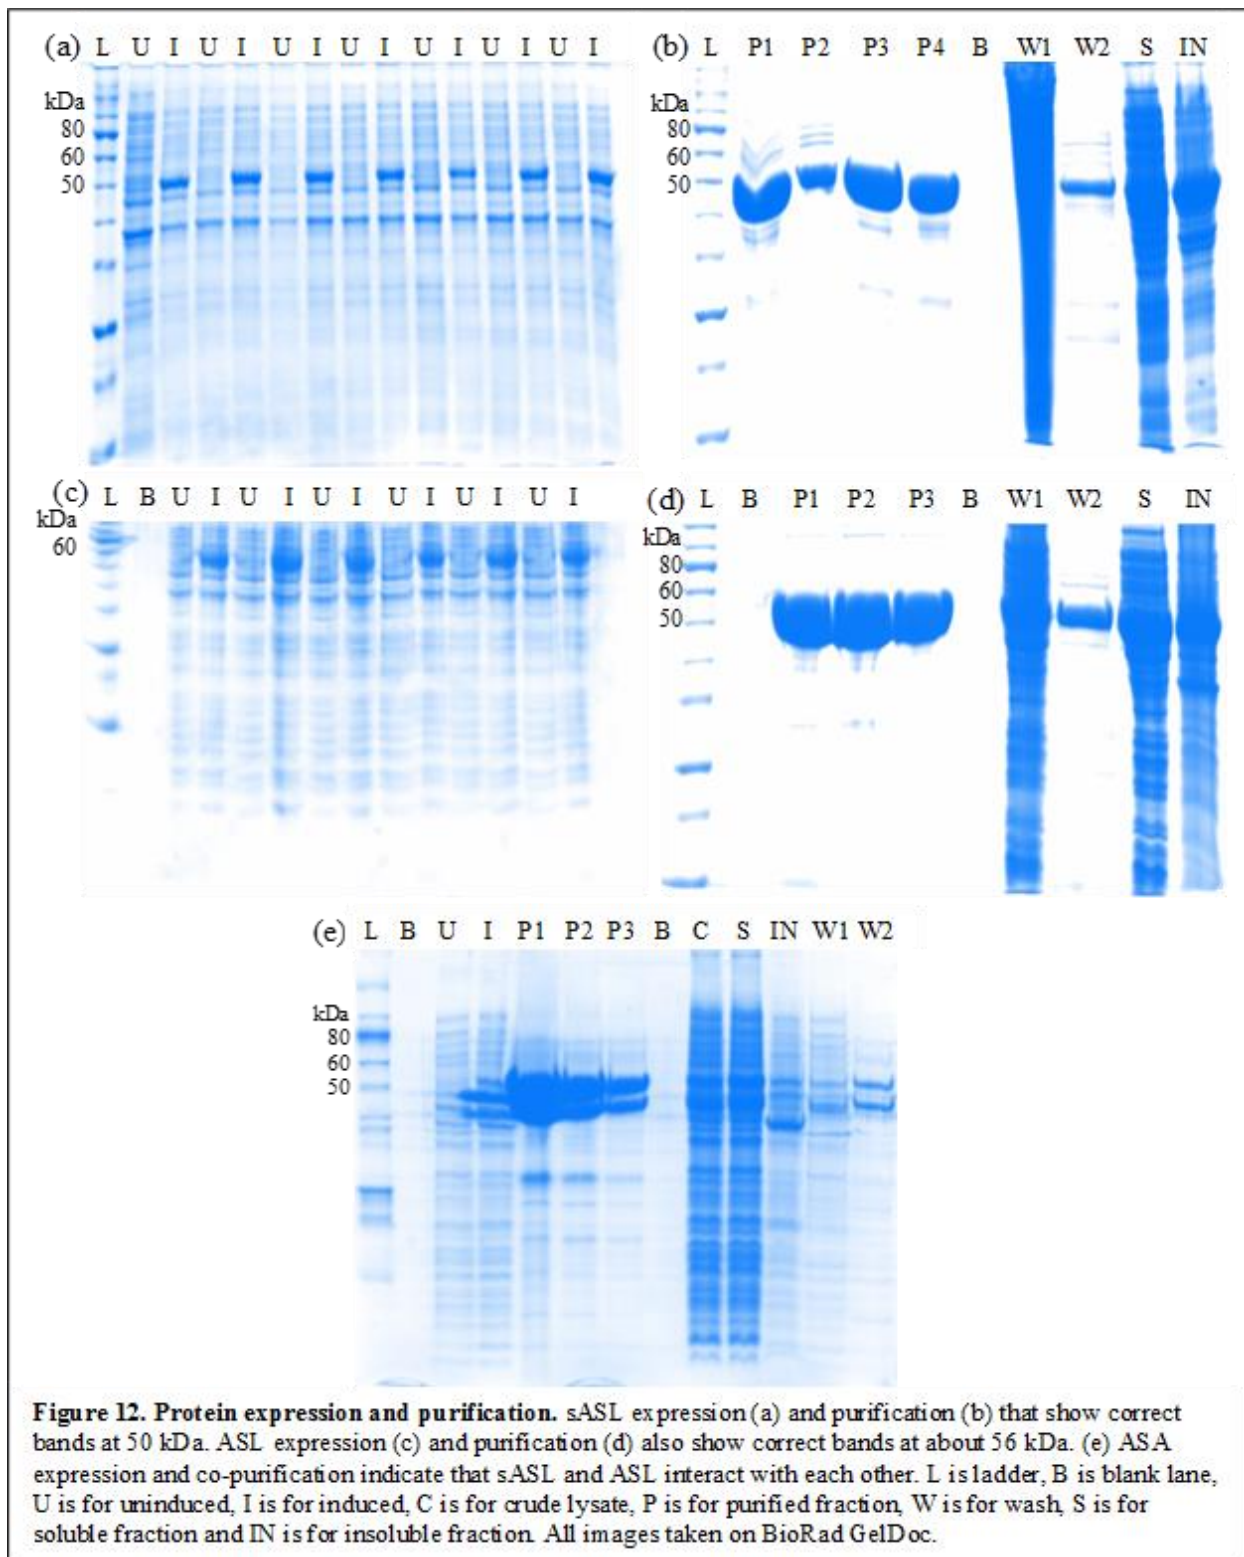 (a) L U I U I U I U I U I U I U I
kDa
80
60
50
(b) L P1 P2 P3 P4 B W1 W2 S IN
kDa
80
60
50
(c) L B U I U I U I U I U I U I
kDa
60
(d) L B P1 P2 P3 B W1 W2 S IN
kDa
80
60
50
(e) L B U I P1 P2 P3 B C S IN W1 W2
kDa
80
60
50
Figure 12. Protein expression and purification. sASL expression (a) and purification (b) that show correct
bands at 50 kDa. ASL expression (c) and purification (d) also show correct bands at about 56 kDa. (e) ASA
expression and co-purification indicate that sASL and ASL interact with each other. L is ladder, B is blank lane,
U is for uninduced, I is for induced, C is for crude lysate, P is for purified fraction, W is for wash, S is for
soluble fraction and IN is for insoluble fraction. All images taken on BioRad GelDoc.